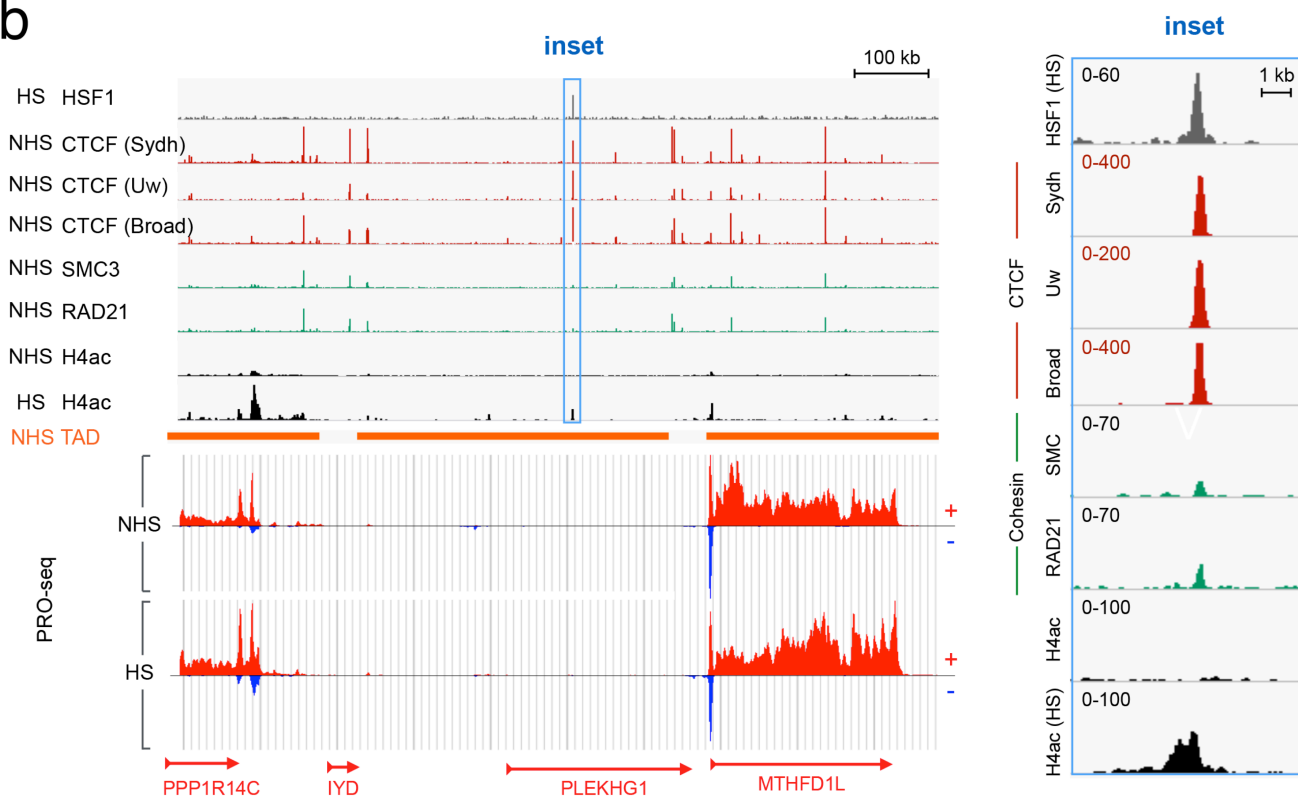 b
inset
100 kb
HS HSF1
NHS CTCF (Sydh)
NHS CTCF (Uw)
NHS CTCF (Broad)
NHS SMC3
NHS RAD21
NHS H4ac
HS H4ac
NHS TAD
PRO-seq
NHS
+
-
HS
+
-
PPP1R14C
IYD
PLEKHG1
MTHFD1L
inset
HSF1 (HS)
0-60
1 kb
CTCF
Sydh
0-400
Uw
0-200
Broad
0-400
Cohesin
SMC
0-70
RAD21
0-70
H4ac
0-100
H4ac (HS)
0-100